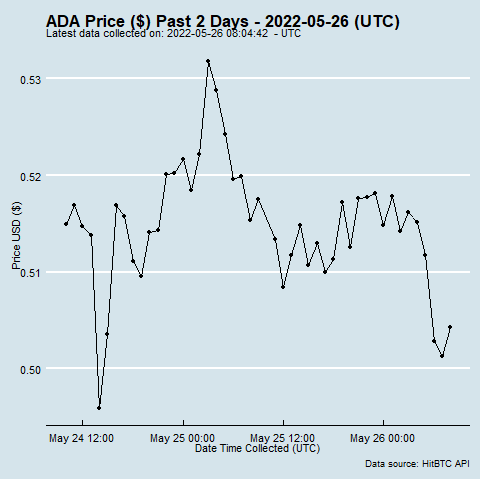 ADA Price ($) Past 2 Days - 2022-05-26 (UTC)
Latest data collected on: 2022-05-26 08:04:42  - UTC
0.53
0.52
0.51
0.50
Price USD ($)
May 24 12:00
May 25 00:00
May 25 12:00
May 26 00:00
Date Time Collected (UTC)
Data source: HitBTC API